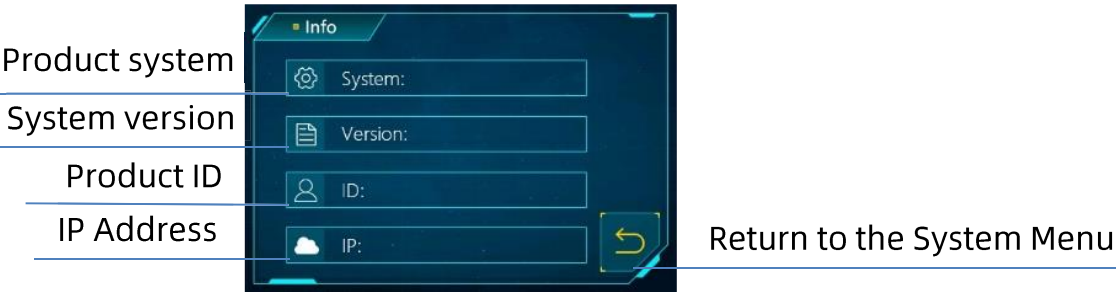 Info
Product system
System:
System version
Version:
Product ID
ID:
IP Address
IP:
Return to the System Menu